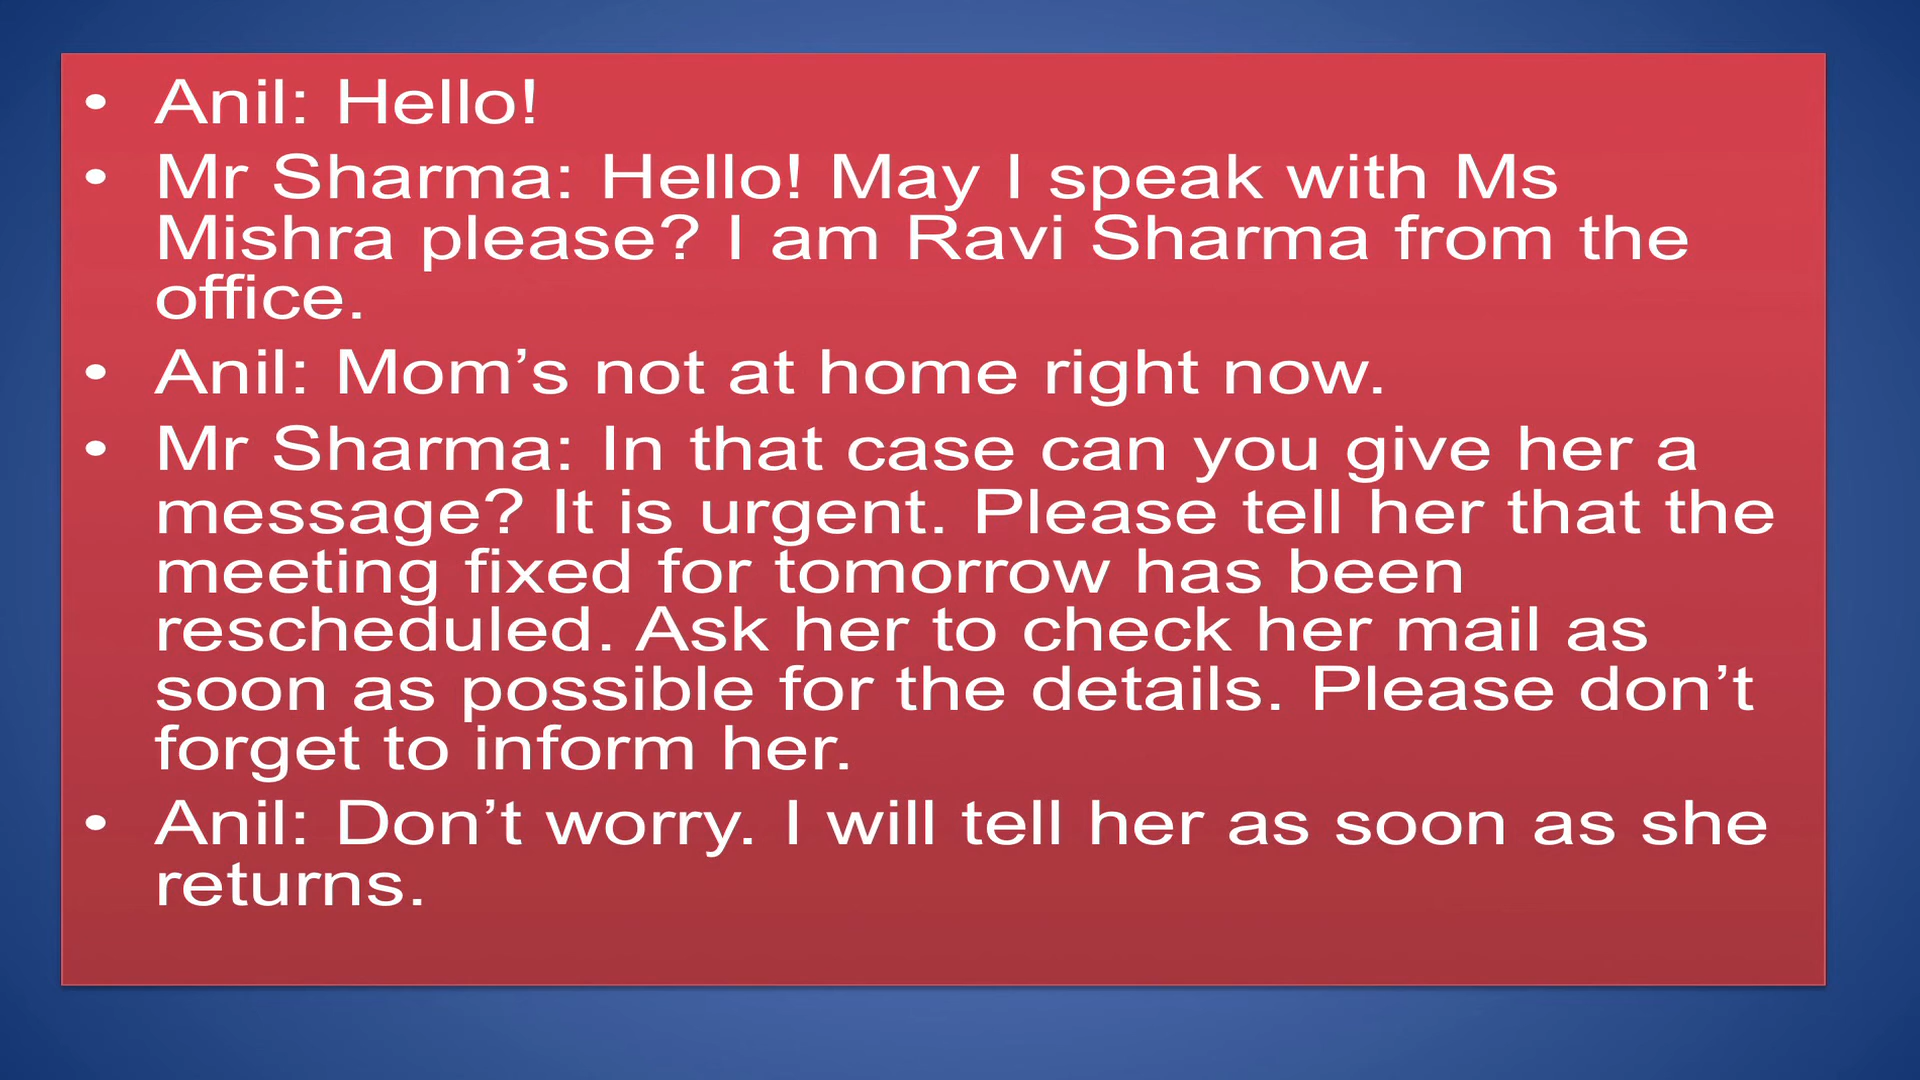 • Anil: Hello!
• Mr Sharma: Hello! May I speak with Ms
Mishra please? I am Ravi Sharma from the
office.
• Anil: Mom’s not at home right now.
• Mr Sharma: In that case can you give her a
message? It is urgent. Please tell her that the
meeting fixed for tomorrow has been
rescheduled. Ask her to check her mail as
soon as possible for the details. Please don’t
forget to inform her.
• Anil: Don’t worry. I will tell her as soon as she
returns.